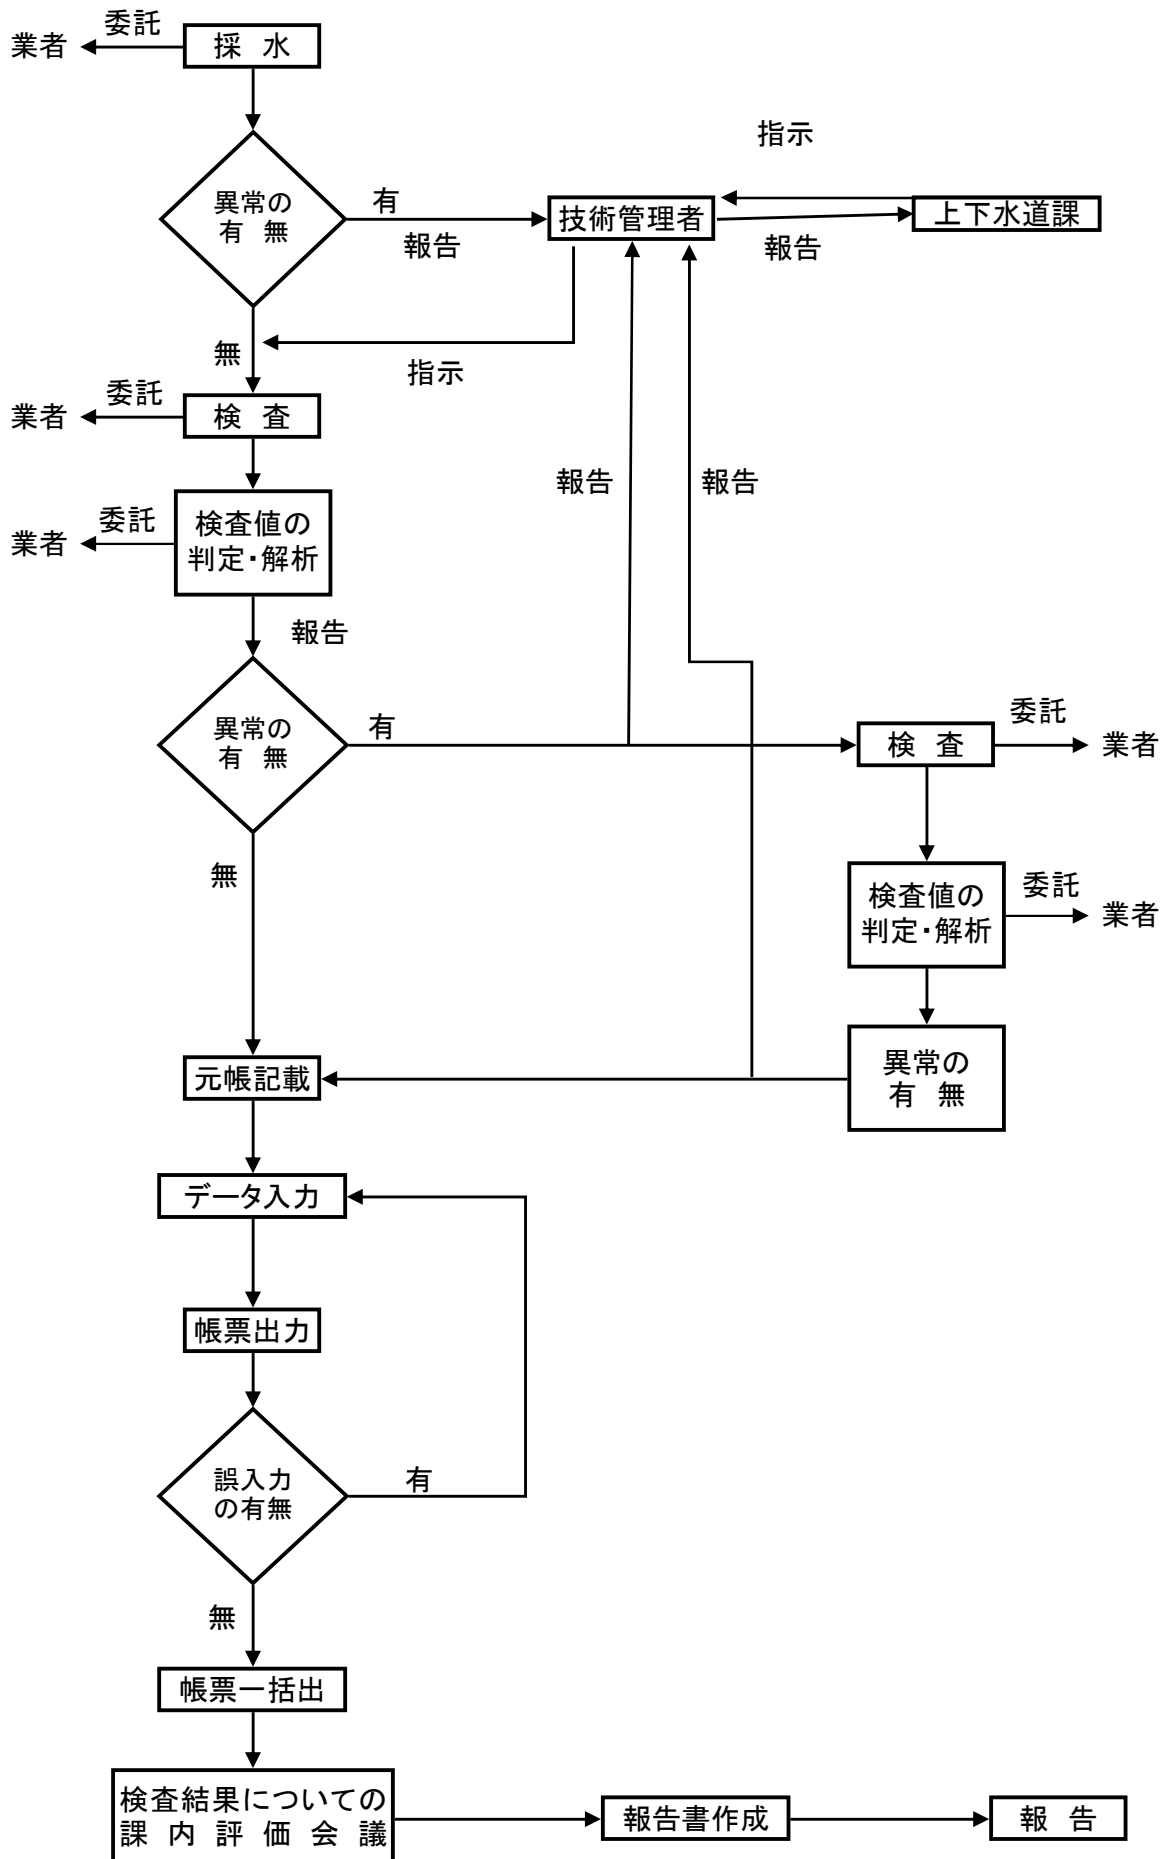 委託
業者
採 水
指示
異常の
有 無
有
報告
技術管理者
上下水道課
報告
無
指示
委託
業者
検 査
報告
報告
委託
業者
検査値の
判定・解析
報告
異常の
有 無
有
検 査
委託
業者
無
検査値の
判定・解析
委託
業者
元帳記載
異常の
有 無
データ入力
帳票出力
誤入力
の有無
有
無
帳票一括出
検査結果についての
課内評価会議
報告書作成
報 告